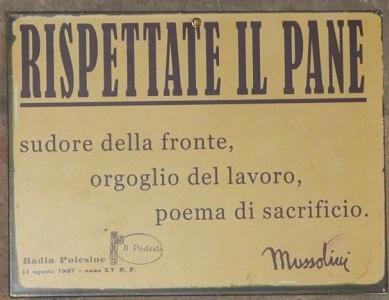 RISPETTATE IL PANE
sudore della fronte,
orgoglio del lavoro,
poema di sacrificio.
Il Podestà
Badia Polesine
11 agosto 1937 - anno XV E. F.
Mussolini